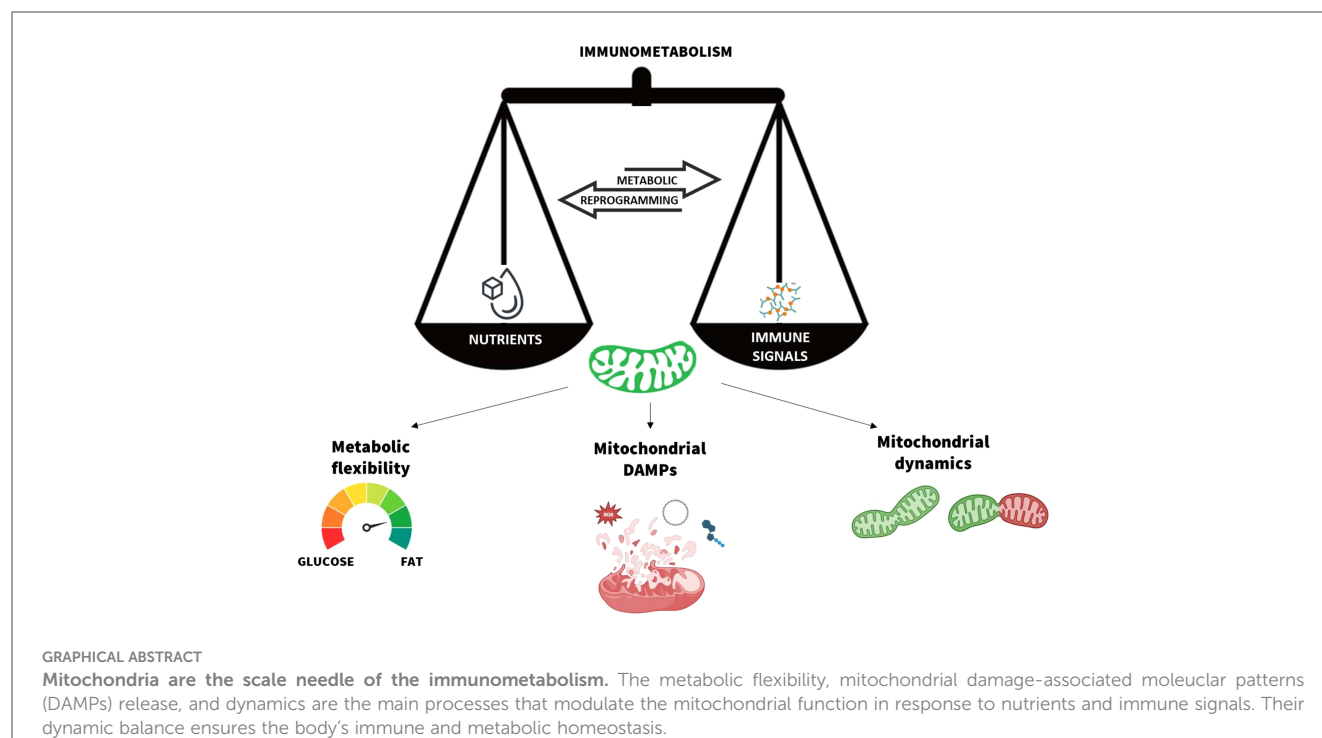 IMMUNOMETABOLISM
METABOLIC
REPROGRAMMING
NUTRIENTS
IMMUNE
SIGNALS
Metabolic
flexibility
GLUCOSE
FAT
Mitochondrial
DAMPs
ROS
Mitochondrial
dynamics
GRAPHICAL ABSTRACT
Mitochondria are the scale needle of the immunometabolism. The metabolic flexibility, mitochondrial damage-associated moleuclar patterns
(DAMPs) release, and dynamics are the main processes that modulate the mitochondrial function in response to nutrients and immune signals. Their
dynamic balance ensures the body’s immune and metabolic homeostasis.